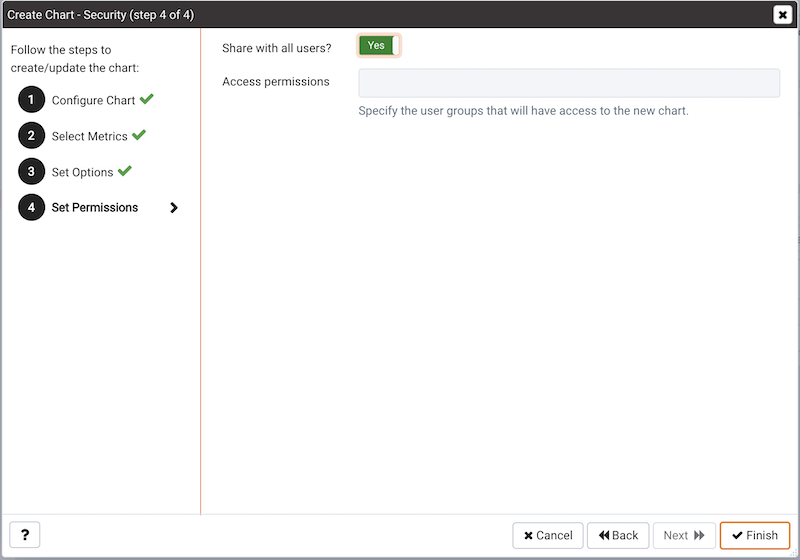 Create Chart - Security (step 4 of 4)
Follow the steps to
create/update the chart:
1 Configure Chart
2 Select Metrics
3 Set Options
4 Set Permissions
Share with all users? Yes
Access permissions
Specify the user groups that will have access to the new chart.
? Cancel Back Next Finish